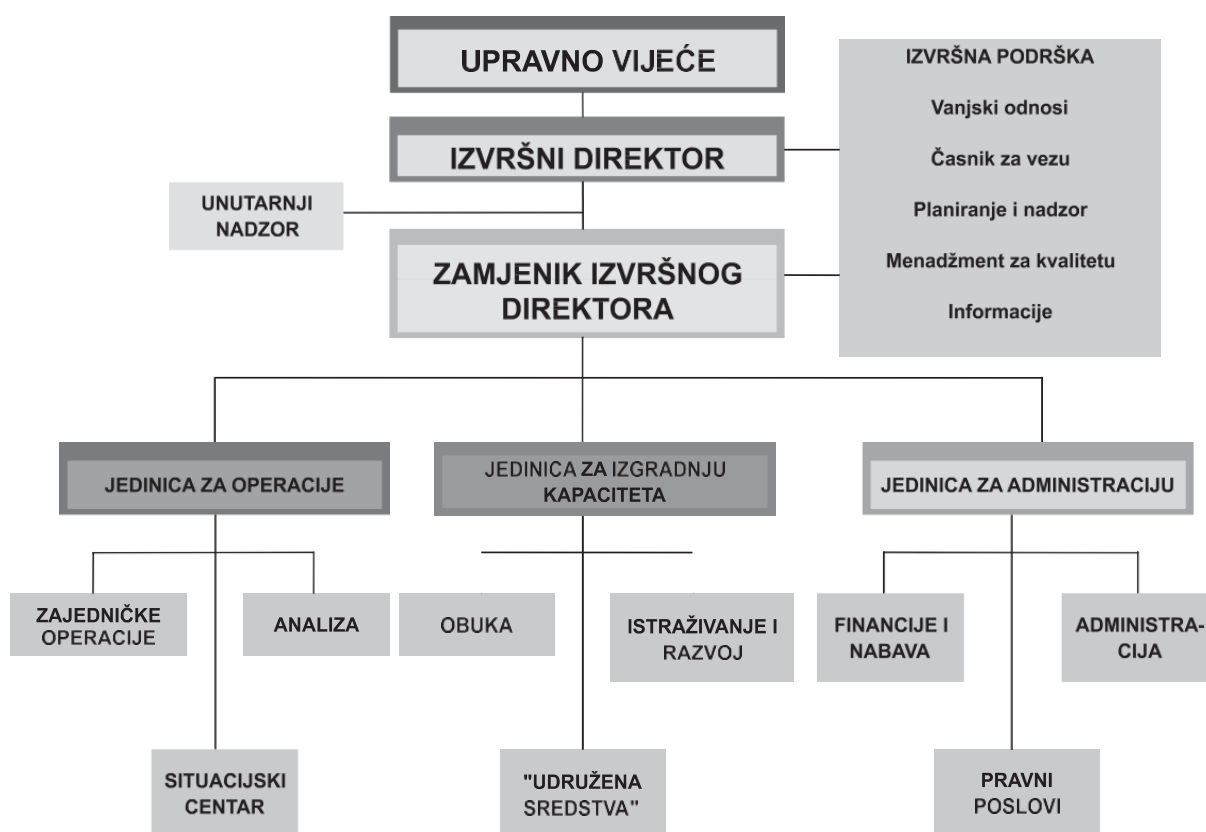 UPRAVNO VIJEĆE
IZVRŠNI DIREKTOR
UNUTARNJI
NADZOR
ZAMJENIK IZVRŠNOG
DIREKTORA
IZVRŠNA PODRŠKA
Vanjski odnosi
Časnik za vezu
Planiranje i nadzor
Menadžment za kvalitetu
Informacije
JEDINICA ZA OPERACIJE
JEDINICA ZA IZGRADNJU
KAPACITETA
JEDINICA ZA ADMINISTRACIJU
ZAJEDNIČKE
OPERACIJE
ANALIZA
OBUKA
ISTRAŽIVANJE I
RAZVOJ
FINANCIJE I
NABAVA
ADMINISTRA-
CIJA
SITUACIJSKI
CENTAR
"UDRUŽENA
SREDSTVA"
PRAVNI
POSLOVI